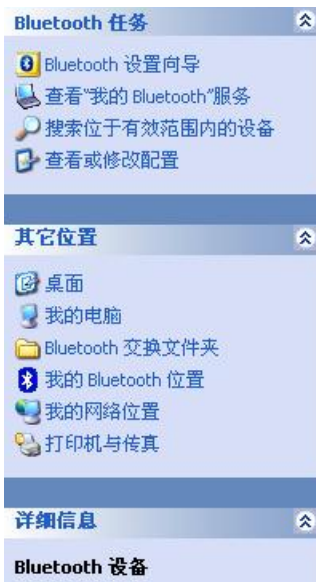 Bluetooth 任务
Bluetooth 设置向导
查看“我的 Bluetooth”服务
搜索位于有效范围内的设备
查看或修改配置
其它位置
桌面
我的电脑
Bluetooth 交换文件夹
我的 Bluetooth 位置
我的网络位置
打印机与传真
详细信息
Bluetooth 设备